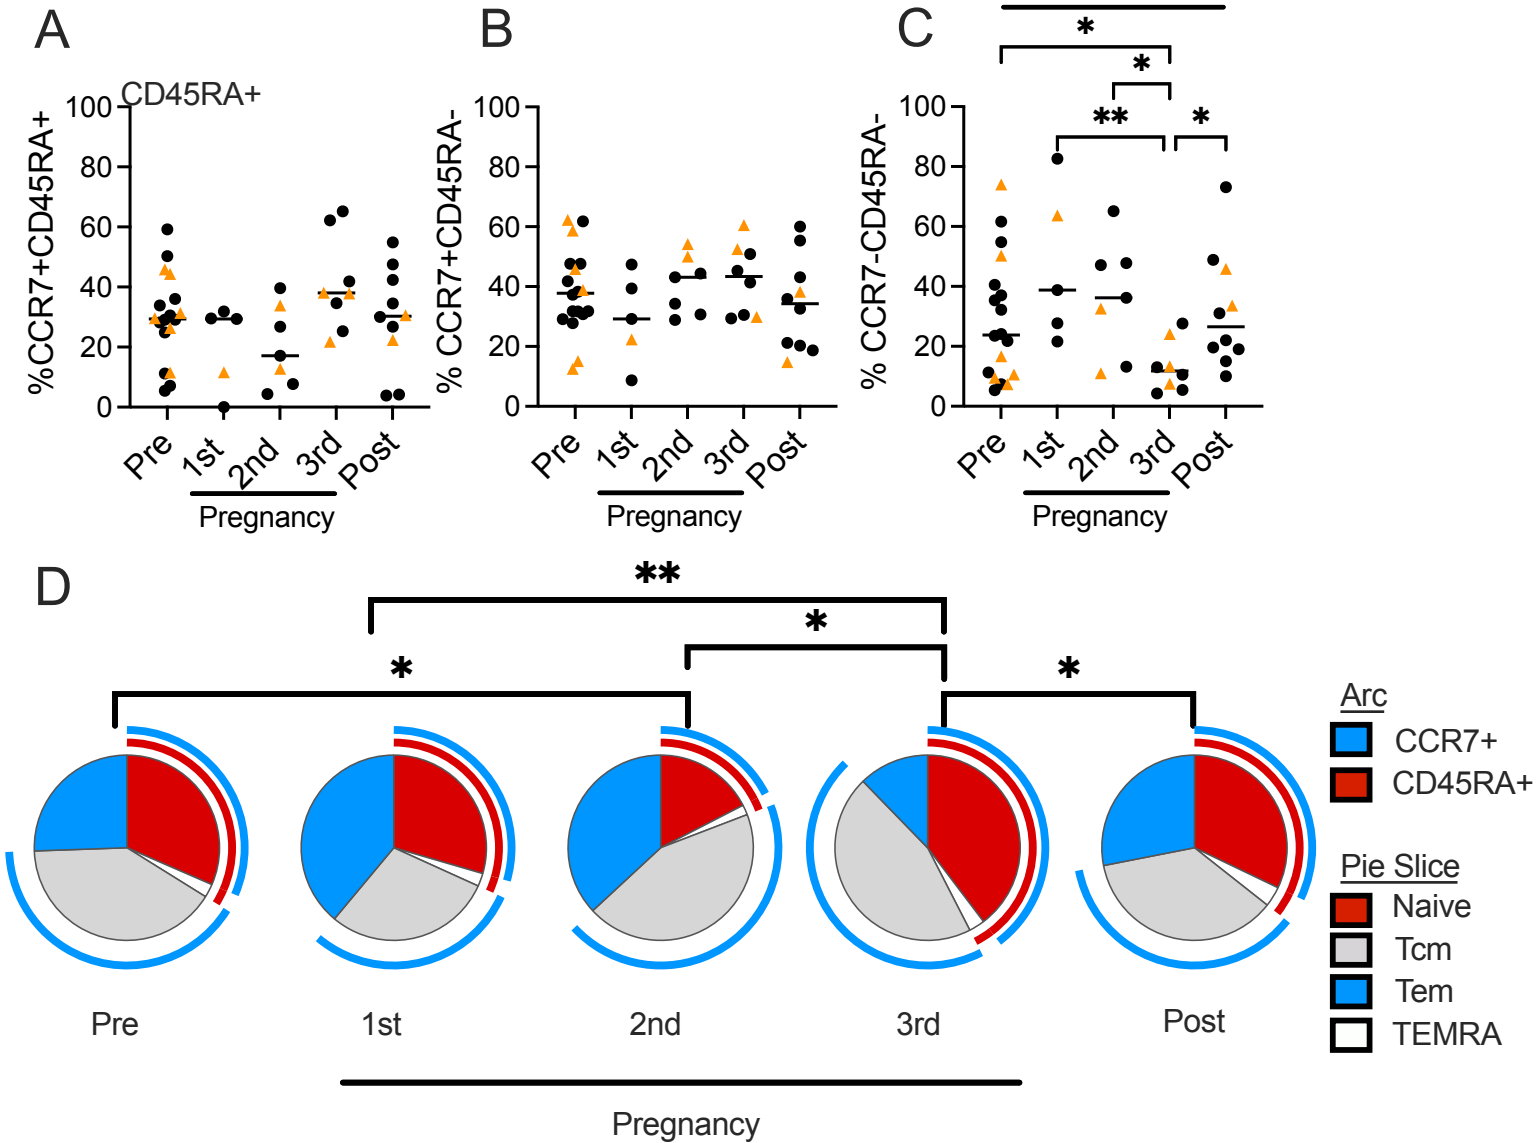 A
CD45RA+
%CCR7+CD45RA+
100
80
60
40
20
0
Pre
1st
2nd
3rd
Post
Pregnancy
B
% CCR7+CD45RA-
100
80
60
40
20
0
Pre
1st
2nd
3rd
Post
Pregnancy
C
*
*
**
*
% CCR7-CD45RA-
100
80
60
40
20
0
Pre
1st
2nd
3rd
Post
Pregnancy
D
**
*
*
*
Pre
1st
2nd
3rd
Post
Pregnancy
Arc
CCR7+
CD45RA+
Pie Slice
Naive
Tcm
Tem
TEMRA